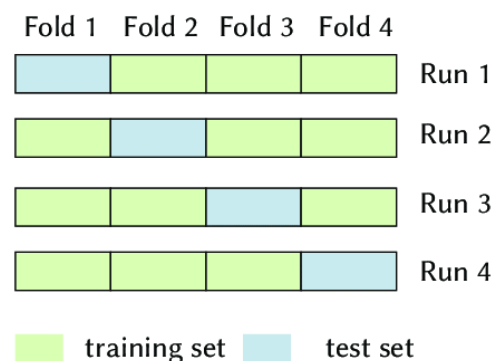 Fold 1 Fold 2 Fold 3 Fold 4
Run 1
Run 2
Run 3
Run 4
training set test set